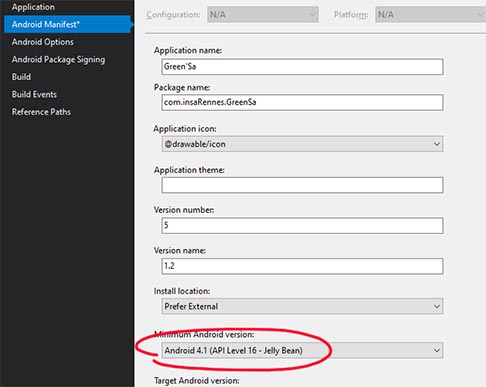 Application
Configuration: N/A Platform: N/A
Android Manifest*
Android Options
Android Package Signing
Build
Build Events
Reference Paths
Application name:
Green'Sa
Package name:
com.insaRennes.GreenSa
Application icon:
@drawable/icon
Application theme:
Version number:
5
Version name:
1.2
Install location:
Prefer External
Minimum Android version:
Android 4.1 (API Level 16 - Jelly Bean)
Target Android version: